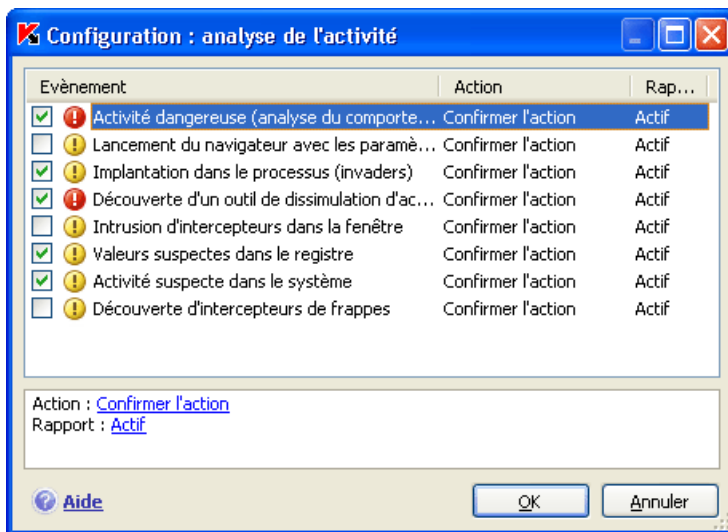 Configuration : analyse de l'activité
Evènement Action Rap...
Activité dangereuse (analyse du comporte... Confirmer l'action Actif
Lancement du navigateur avec les paramè... Confirmer l'action Actif
Implantation dans le processus (invaders) Confirmer l'action Actif
Découverte d'un outil de dissimulation d'ac... Confirmer l'action Actif
Intrusion d'intercepteurs dans la fenêtre Confirmer l'action Actif
Valeurs suspectes dans le registre Confirmer l'action Actif
Activité suspecte dans le système Confirmer l'action Actif
Découverte d'intercepteurs de frappes Confirmer l'action Actif
Action : Confirmer l'action
Rapport : Actif
Aide OK Annuler